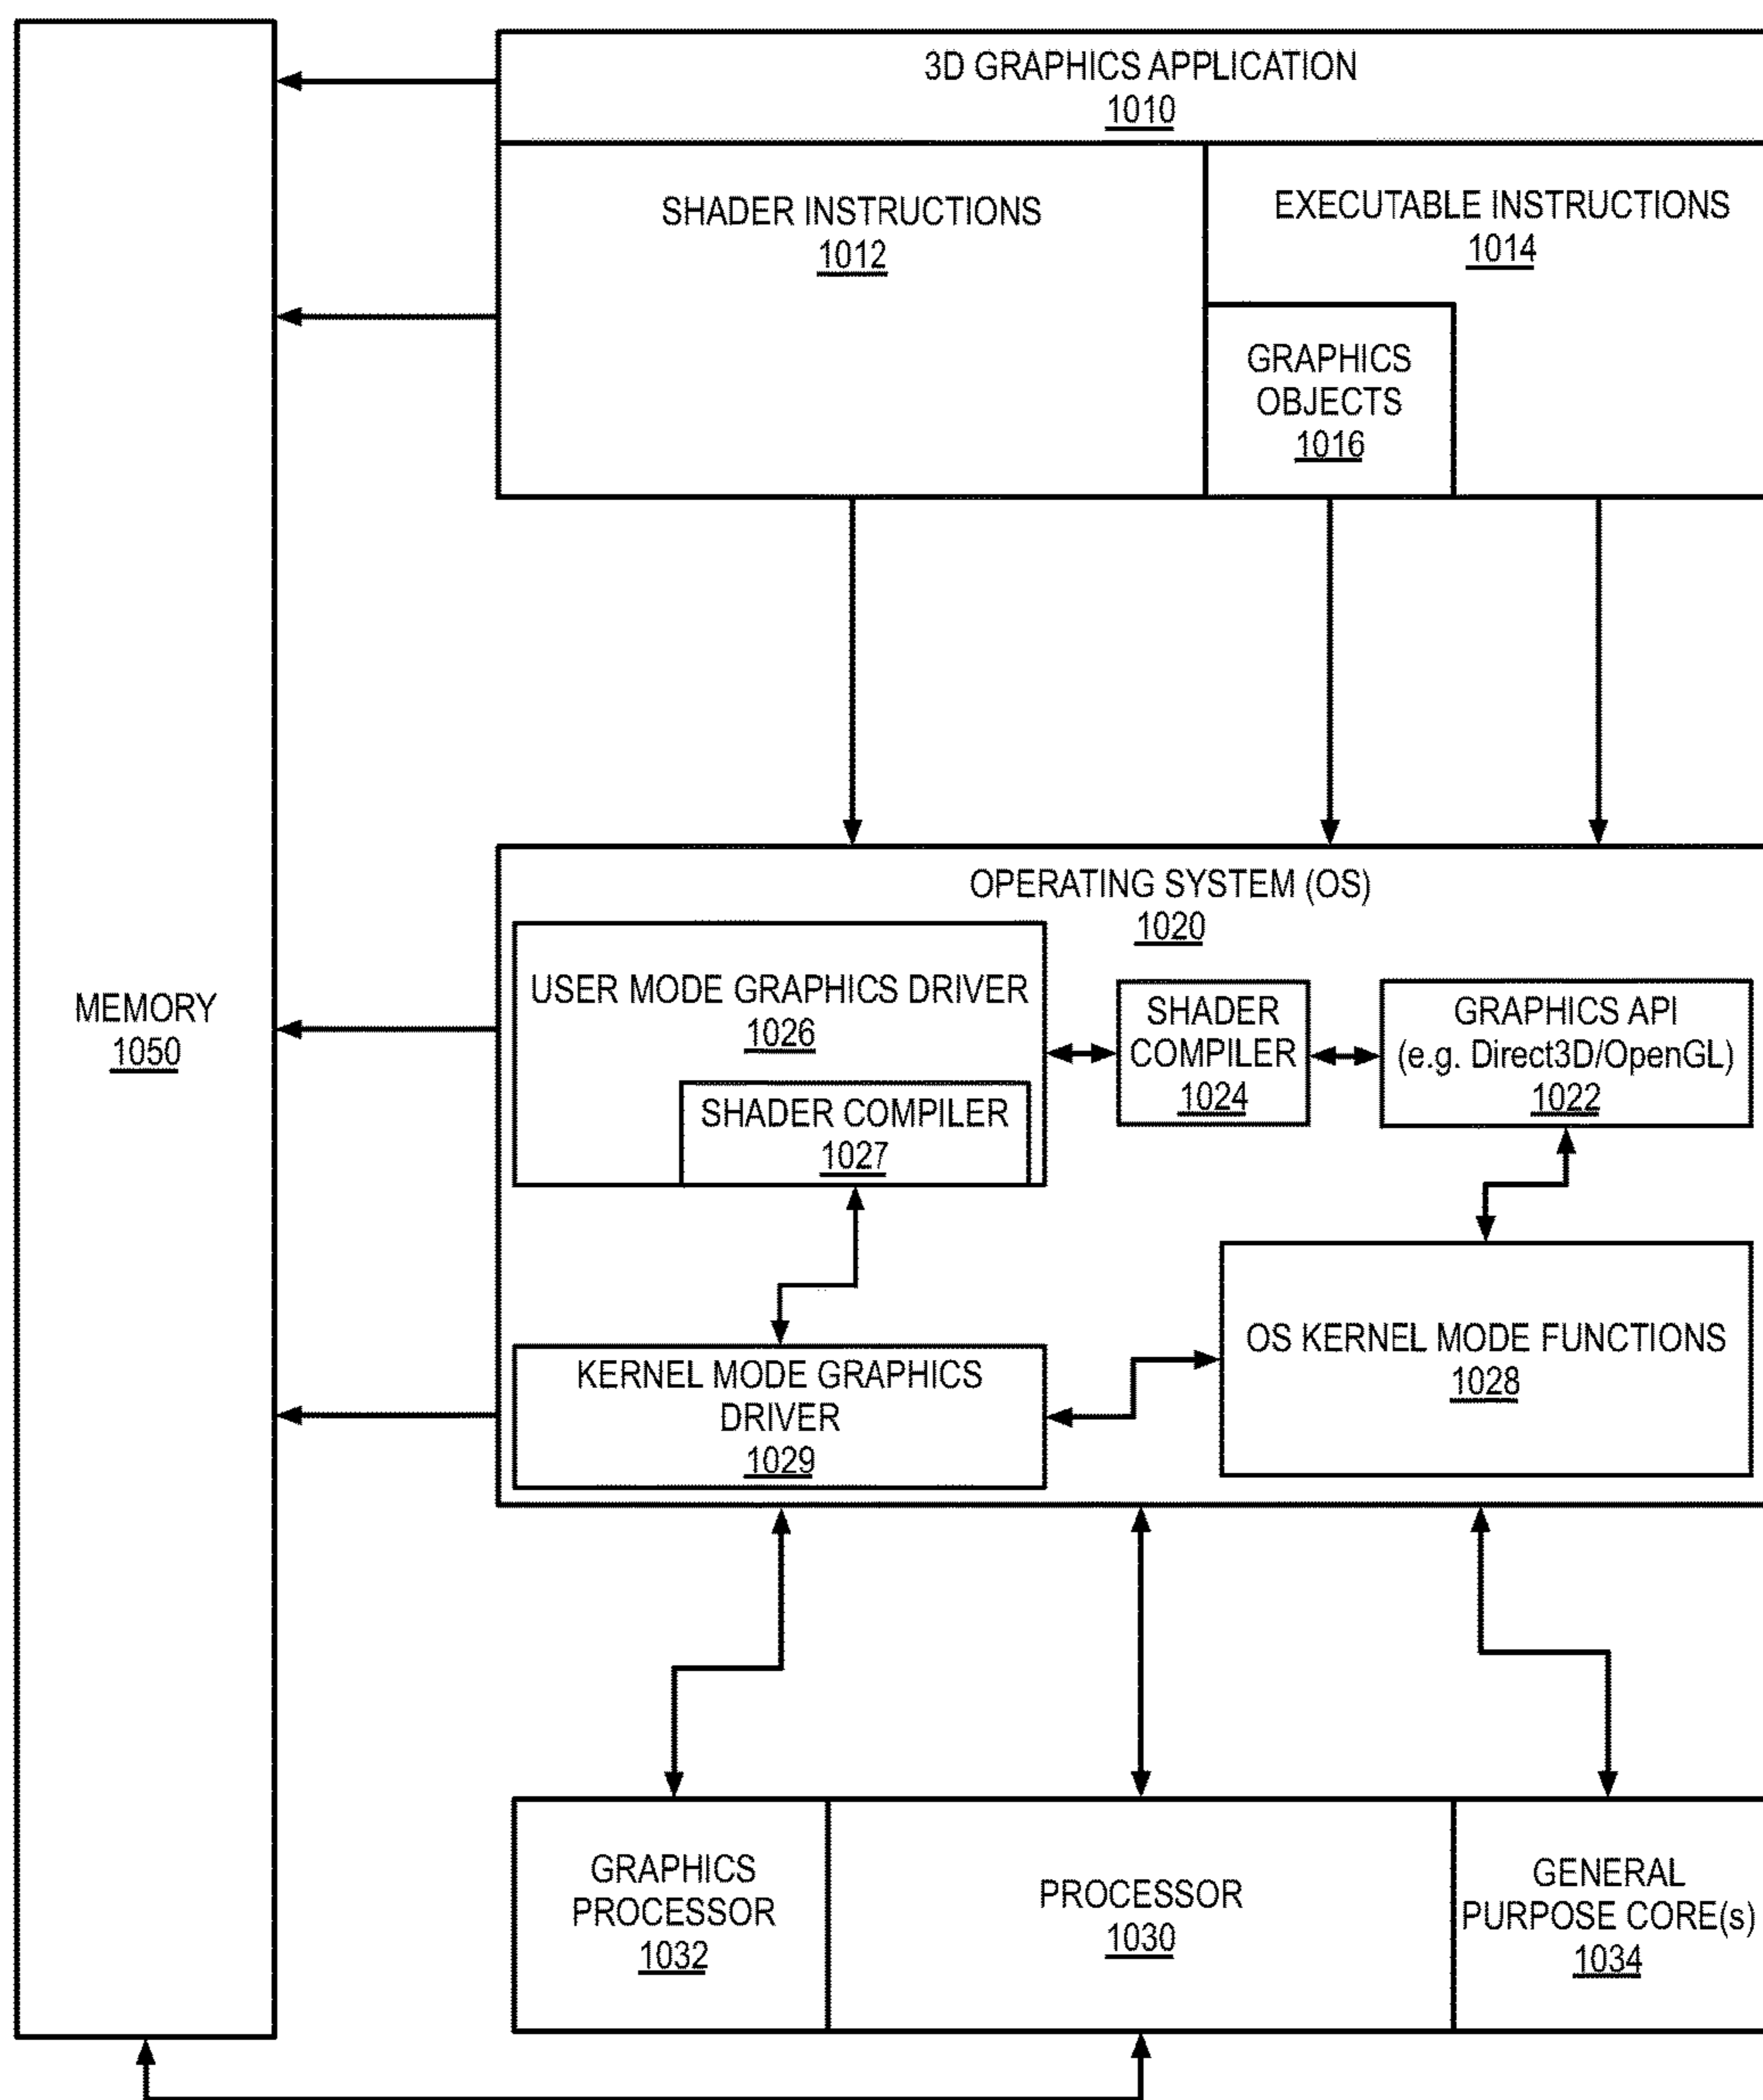 3D GRAPHICS APPLICATION
1010
SHADER INSTRUCTIONS
1012
EXECUTABLE INSTRUCTIONS
1014
GRAPHICS
OBJECTS
1016
MEMORY
1050
OPERATING SYSTEM (OS)
1020
USER MODE GRAPHICS DRIVER
1026
SHADER COMPILER
1027
SHADER
COMPILER
1024
GRAPHICS API
(e.g. Direct3D/OpenGL)
1022
KERNEL MODE GRAPHICS
DRIVER
1029
OS KERNEL MODE FUNCTIONS
1028
GRAPHICS
PROCESSOR
1032
PROCESSOR
1030
GENERAL
PURPOSE CORE(s)
1034